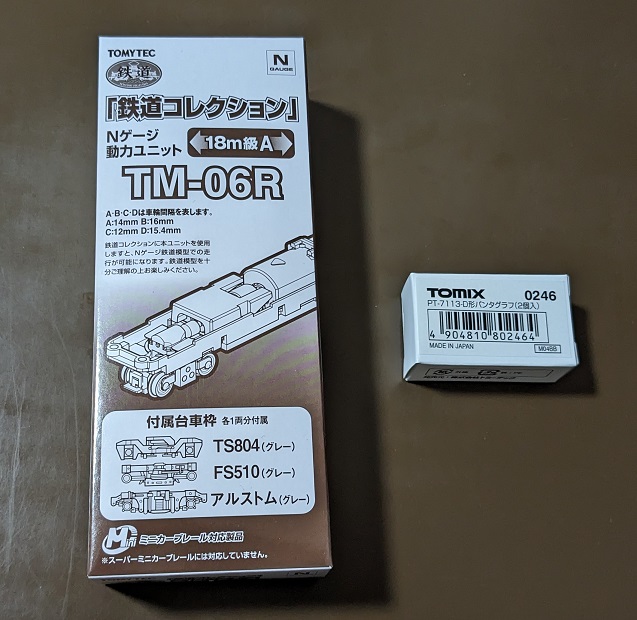 TOMYTEC
鉄道
N
GAUGE
「鉄道コレクション」
Nゲージ
動力ユニット
18m級A
TM-06R
A・B・C・Dは車輪間隔を表します。
A:14mm B:16mm
C:12mm D:15.4mm
鉄道コレクションに本ユニットを使用
しますと、Nゲージ鉄道模型での走
行が可能になります。鉄道模型を十
分ご理解の上お楽しみください。
付属台車枠 各1両分付属
TS804(グレー)
FS510(グレー)
アルストム(グレー)
ミニカーブレール対応製品
※スーパーミニカーブレールには対応していません。
TOMIX 0246
PT-7113-D形パンタグラフ(2個入)
4 904810 802464
MADE IN JAPAN
M04BB